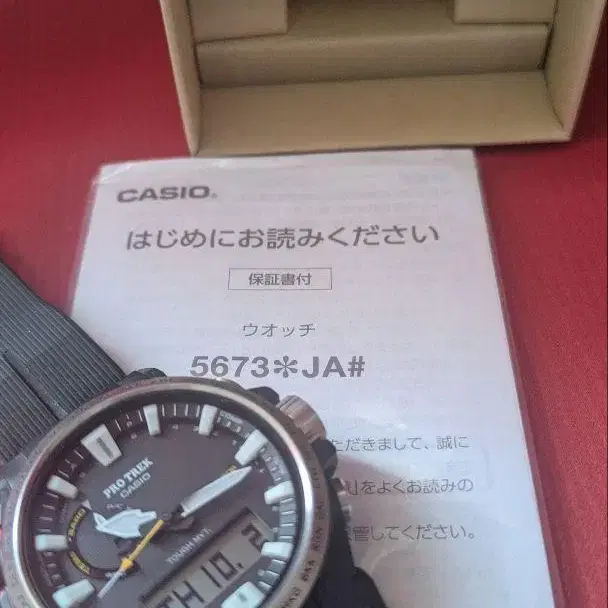 CASIO®
はじめにお読みください
保証書付
ウオッチ
5673＊JA#
ただきまして、誠に
をよくお読みの
管してください。
PRO TREK
CASIO
TOUGH MVT.
TH 10. 2